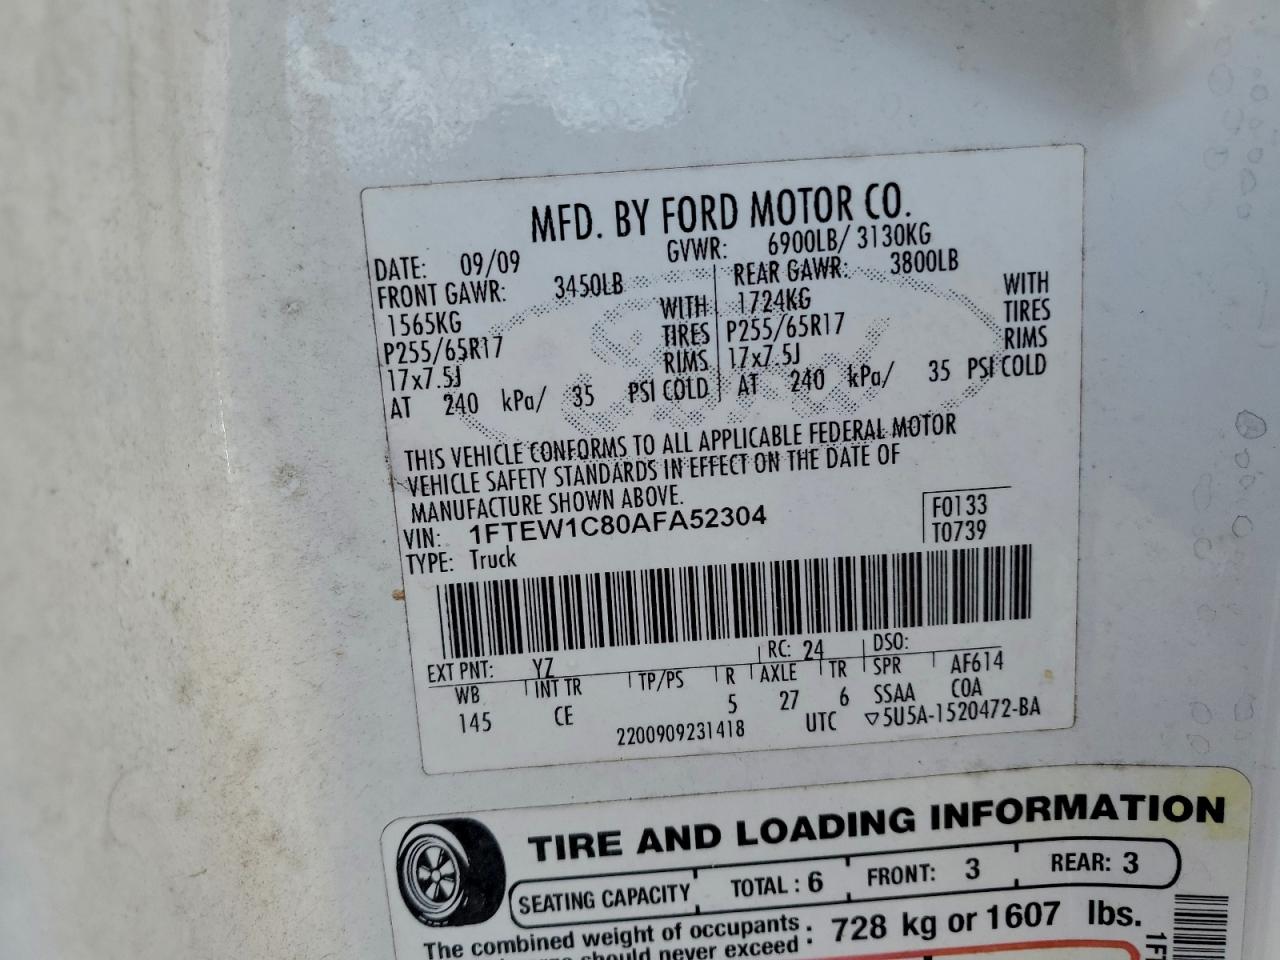 MFD. BY FORD MOTOR CO.
DATE: 09/09 GVWR: 6900LB/ 3130KG
FRONT GAWR: 3450LB REAR GAWR: 3800LB
1565KG WITH 1724KG WITH
P255/65R17 TIRES P255/65R17 TIRES
17x7.5J RIMS 17x7.5J RIMS
AT 240 kPa/ 35 PSI COLD AT 240 kPa/ 35 PSI COLD
THIS VEHICLE CONFORMS TO ALL APPLICABLE FEDERAL MOTOR
VEHICLE SAFETY STANDARDS IN EFFECT ON THE DATE OF
MANUFACTURE SHOWN ABOVE.
VIN: 1FTEW1C80AFA52304 F0133
TYPE: Truck T0739
EXT PNT: YZ RC: 24 DSO:
WB INT TR TP/PS R AXLE TR SPR AF614
145 CE 5 27 6 SSAA COA
2200909231418 UTC ▽5U5A-1520472-BA
TIRE AND LOADING INFORMATION
SEATING CAPACITY TOTAL : 6 FRONT: 3 REAR: 3
The combined weight of occupants : 728 kg or 1607 lbs.
should never exceed :
1FT